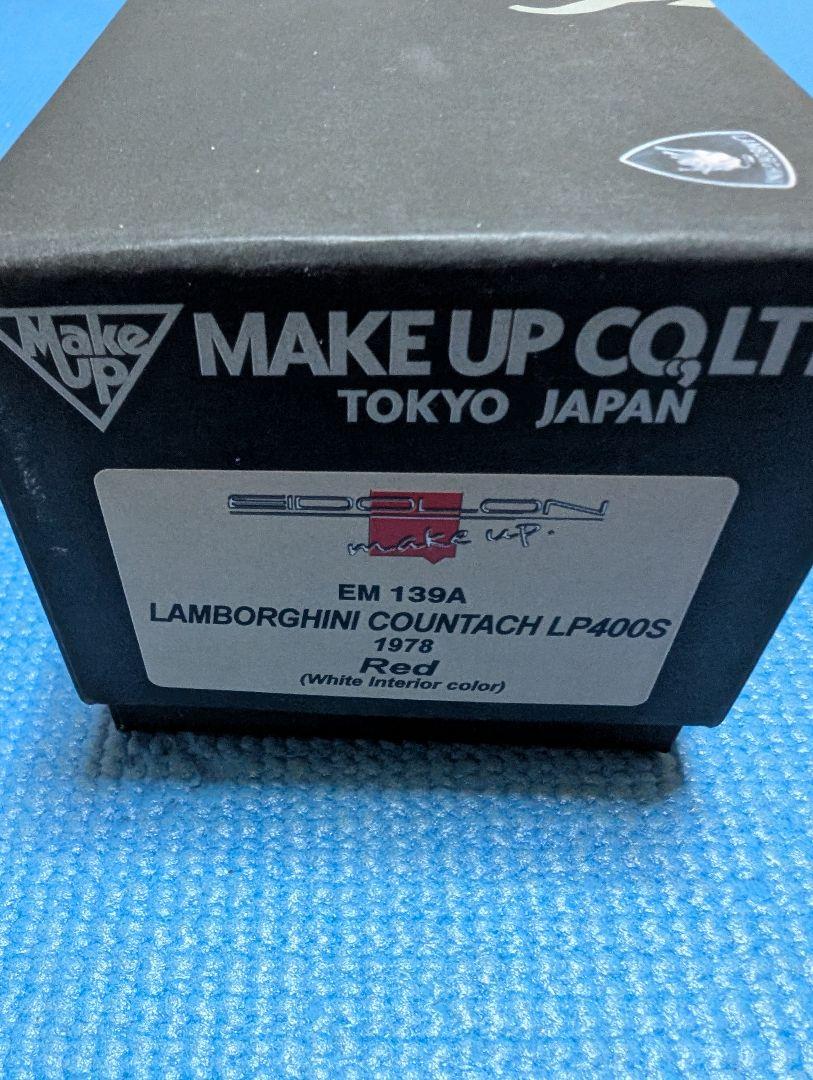 LAMBORGHINI
Make
Up
MAKE UP CO., LT
TOKYO JAPAN
EIDOLON
make up.
EM 139A
LAMBORGHINI COUNTACH LP400S
1978
Red
(White Interior color)